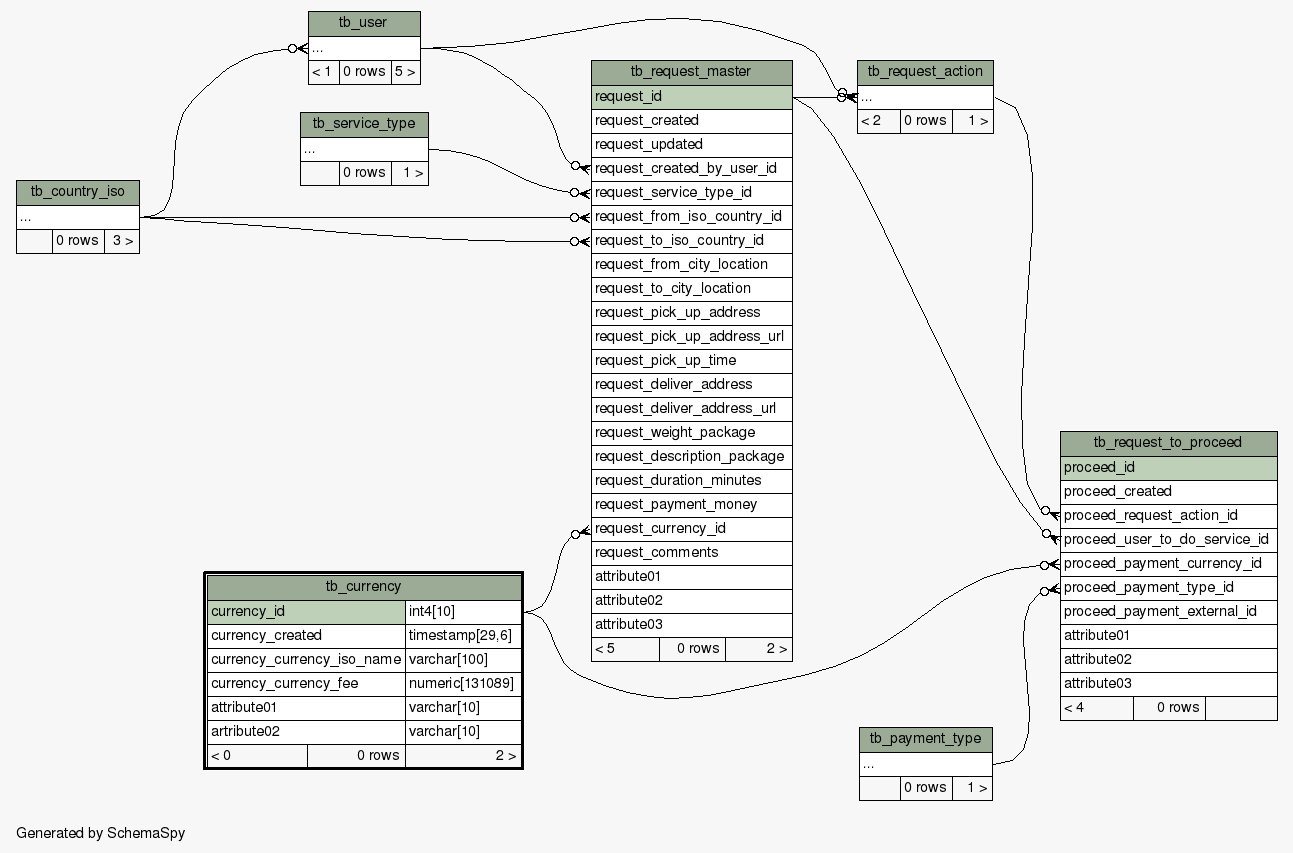 tb_user
...
< 1 0 rows 5 >
tb_service_type
...
0 rows 1 >
tb_country_iso
...
0 rows 3 >
tb_request_master
request_id
request_created
request_updated
request_created_by_user_id
request_service_type_id
request_from_iso_country_id
request_to_iso_country_id
request_from_city_location
request_to_city_location
request_pick_up_address
request_pick_up_address_url
request_pick_up_time
request_deliver_address
request_deliver_address_url
request_weight_package
request_description_package
request_duration_minutes
request_payment_money
request_currency_id
request_comments
attribute01
attribute02
attribute03
< 5 0 rows 2 >
tb_request_action
...
< 2 0 rows 1 >
tb_request_to_proceed
proceed_id
proceed_created
proceed_request_action_id
proceed_user_to_do_service_id
proceed_payment_currency_id
proceed_payment_type_id
proceed_payment_external_id
attribute01
attribute02
attribute03
< 4 0 rows
tb_currency
currency_id int4[10]
currency_created timestamp[29,6]
currency_currency_iso_name varchar[100]
currency_currency_fee numeric[131089]
attribute01 varchar[10]
artribute02 varchar[10]
< 0 0 rows 2 >
tb_payment_type
...
0 rows 1 >
Generated by SchemaSpy